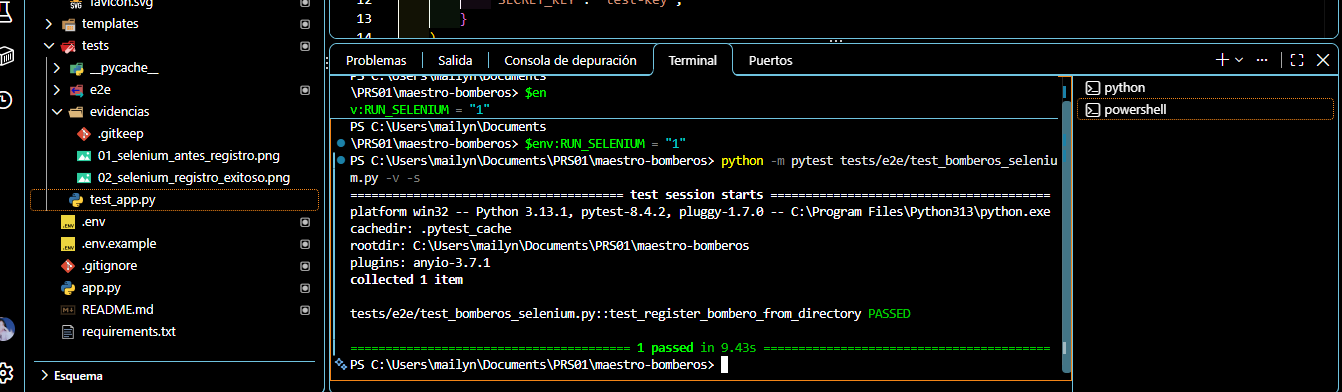 favicon.svg
templates
tests
__pycache__
e2e
evidencias
.gitkeep
01_selenium_antes_registro.png
02_selenium_registro_exitoso.png
test_app.py
.env
.env.example
.gitignore
app.py
README.md
requirements.txt
Esquema
12 "SECRET_KEY": "test-key",
13 }
14 )
Problemas Salida Consola de depuración Terminal Puertos
PS C:\Users\mailyn\Documents
\PRS01\maestro-bomberos> $en
v:RUN_SELENIUM = "1"
PS C:\Users\mailyn\Documents
\PRS01\maestro-bomberos> $env:RUN_SELENIUM = "1"
PS C:\Users\mailyn\Documents\PRS01\maestro-bomberos> python -m pytest tests/e2e/test_bomberos_seleniu
m.py -v -s
test session starts
platform win32 -- Python 3.13.1, pytest-8.4.2, pluggy-1.7.0 -- C:\Program Files\Python313\python.exe
cachedir: .pytest_cache
rootdir: C:\Users\mailyn\Documents\PRS01\maestro-bomberos
plugins: anyio-3.7.1
collected 1 item
tests/e2e/test_bomberos_selenium.py::test_register_bombero_from_directory PASSED
1 passed in 9.43s
PS C:\Users\mailyn\Documents\PRS01\maestro-bomberos>
python
powershell